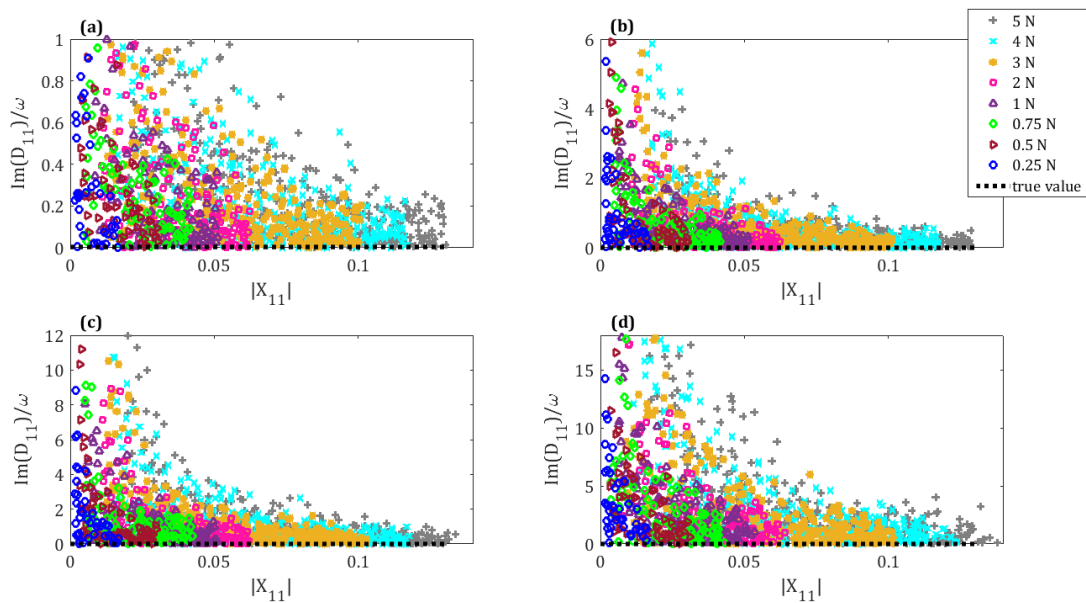 (a)
1
0.8
0.6
0.4
0.2
0
Im(D₁₁)/ω
0 0.05 0.1
|X₁₁|
(b)
6
4
2
0
Im(D₁₁)/ω
0 0.05 0.1
|X₁₁|
5 N
4 N
3 N
2 N
1 N
0.75 N
0.5 N
0.25 N
true value
(c)
12
10
8
6
4
2
0
Im(D₁₁)/ω
0 0.05 0.1
|X₁₁|
(d)
15
10
5
0
Im(D₁₁)/ω
0 0.05 0.1
|X₁₁|